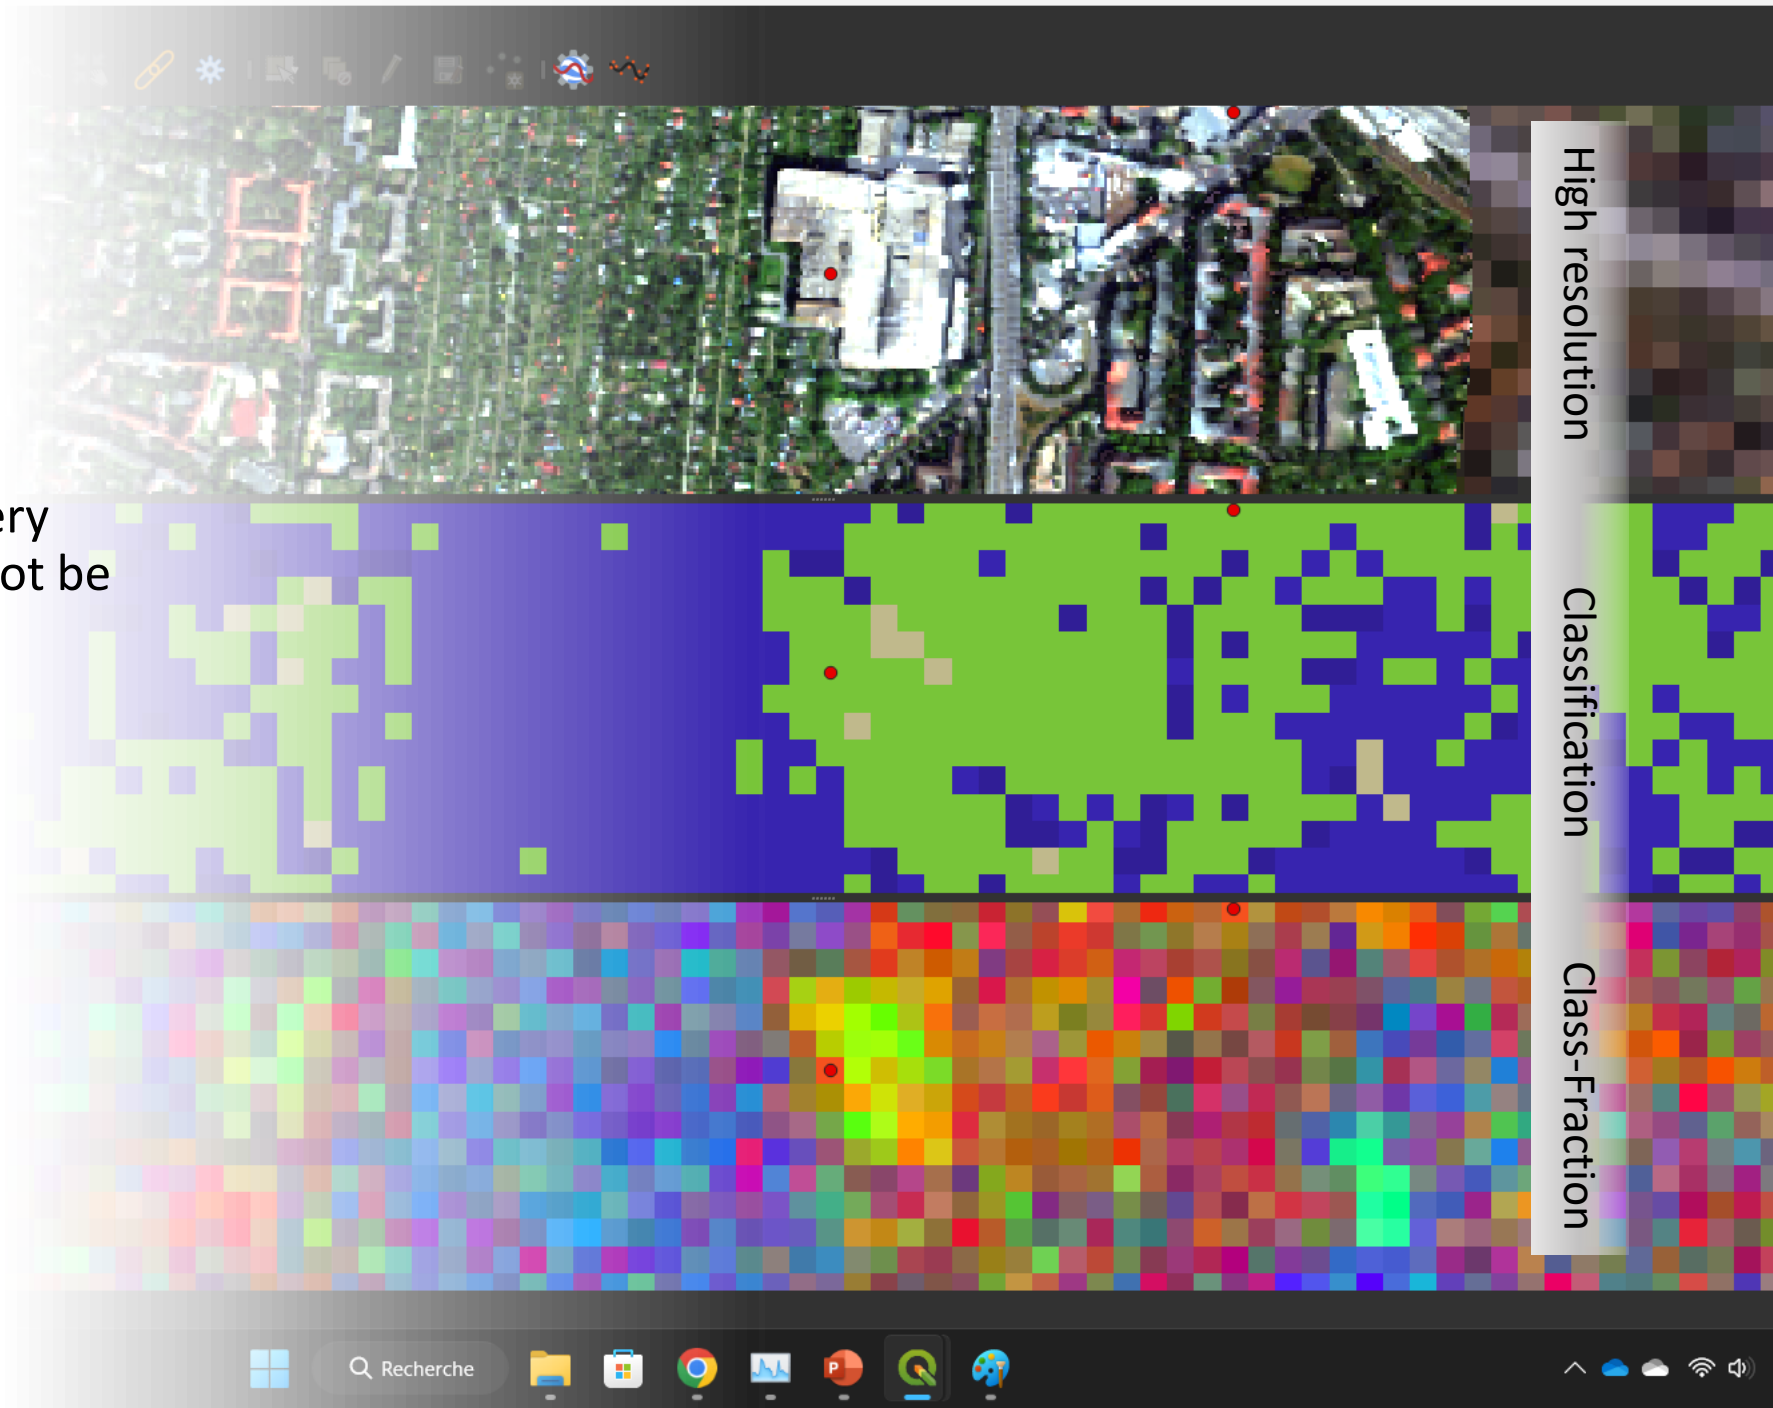 High resolution
ery
ot be
Classification
Class-Fraction
Recherche